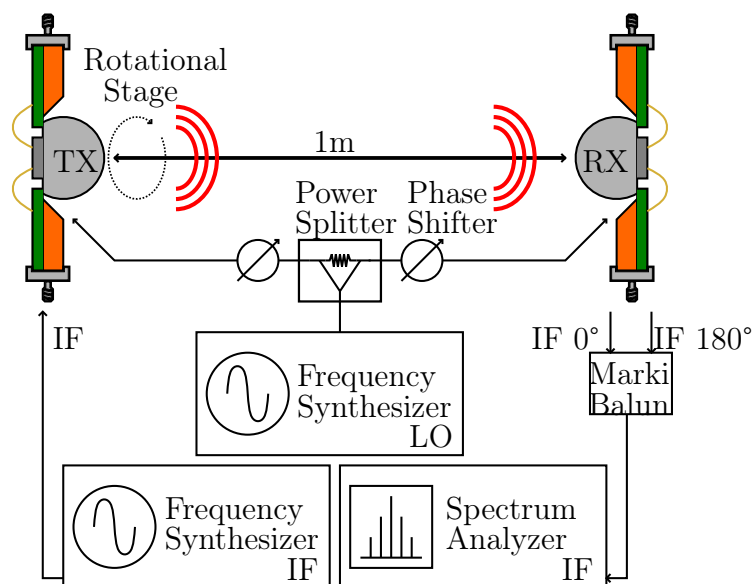 Rotational
Stage
1m
TX
RX
Power
Splitter
Phase
Shifter
IF
IF 0°
IF 180°
Frequency
Synthesizer
LO
Marki
Balun
Frequency
Synthesizer
IF
Spectrum
Analyzer
IF